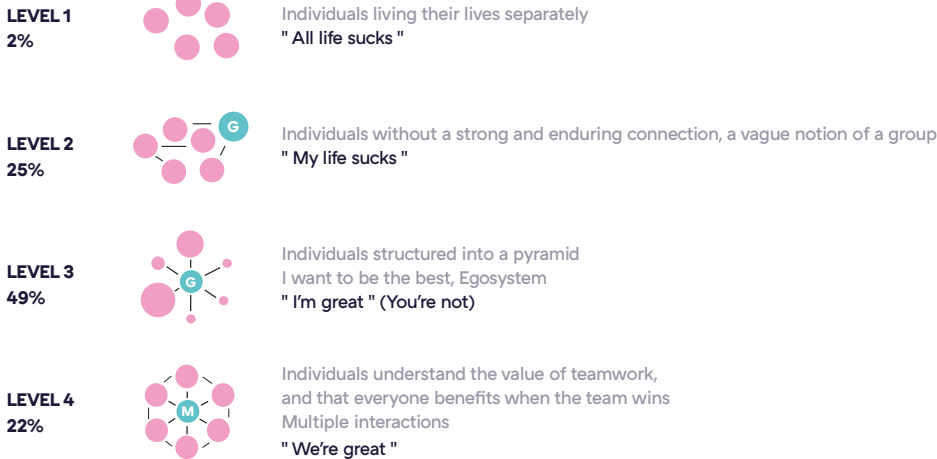 LEVEL 1
2%
Individuals living their lives separately
" All life sucks "
LEVEL 2
25%
G
Individuals without a strong and enduring connection, a vague notion of a group
" My life sucks "
LEVEL 3
49%
G
Individuals structured into a pyramid
I want to be the best, Egosystem
" I'm great " (You're not)
LEVEL 4
22%
M
Individuals understand the value of teamwork,
and that everyone benefits when the team wins
Multiple interactions
" We're great "